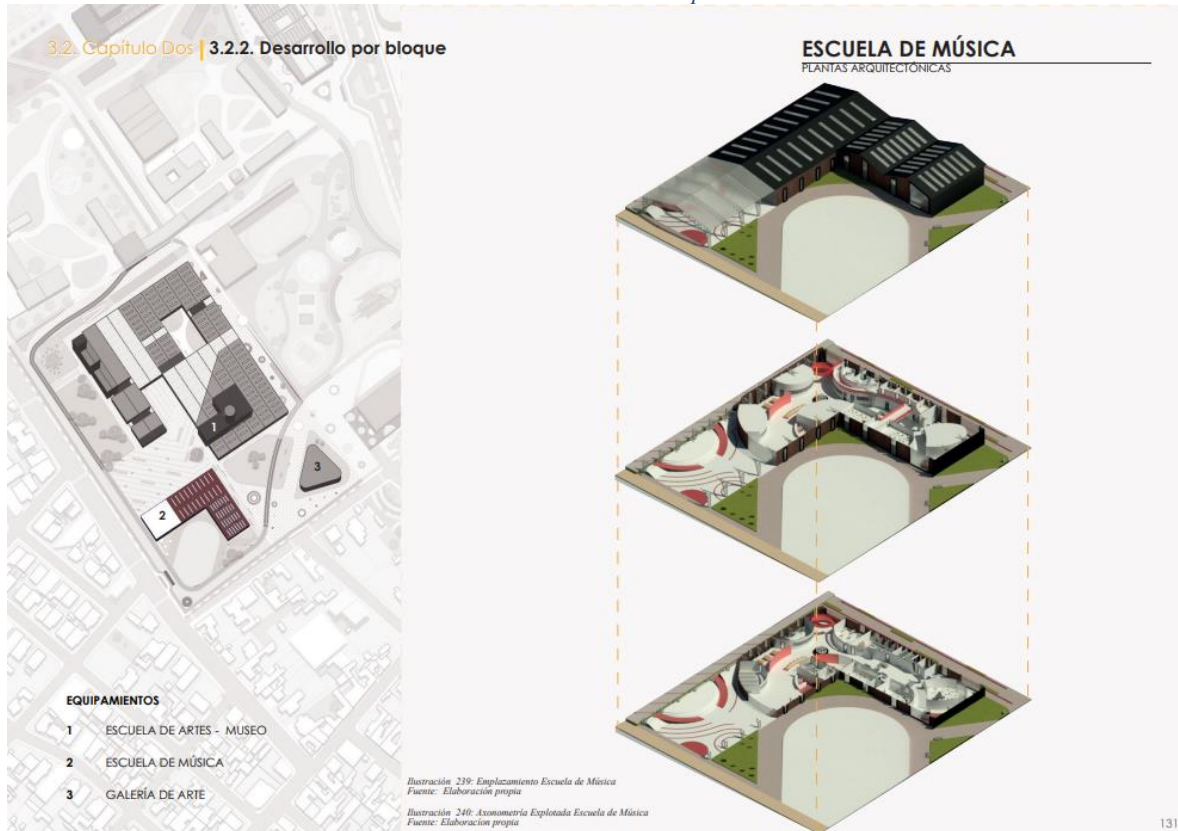 3.2. Capítulo Dos | 3.2.2. Desarrollo por bloque
ESCUELA DE MÚSICA
PLANTAS ARQUITECTÓNICAS
1
2
3
EQUIPAMIENTOS
1 ESCUELA DE ARTES - MUSEO
2 ESCUELA DE MÚSICA
3 GALERÍA DE ARTE
Ilustración 239: Emplazamiento Escuela de Música
Fuente: Elaboración propia
Ilustración 240: Axonometría Explotada Escuela de Música
Fuente: Elaboracíon propia
131